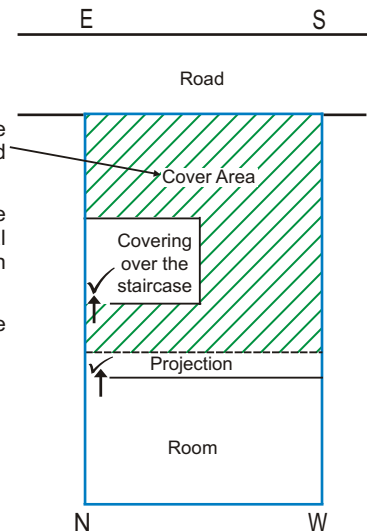 E S
Road
e
d
Cover Area
e
l
n
Covering
over the
staircase
e
Projection
Room
N W